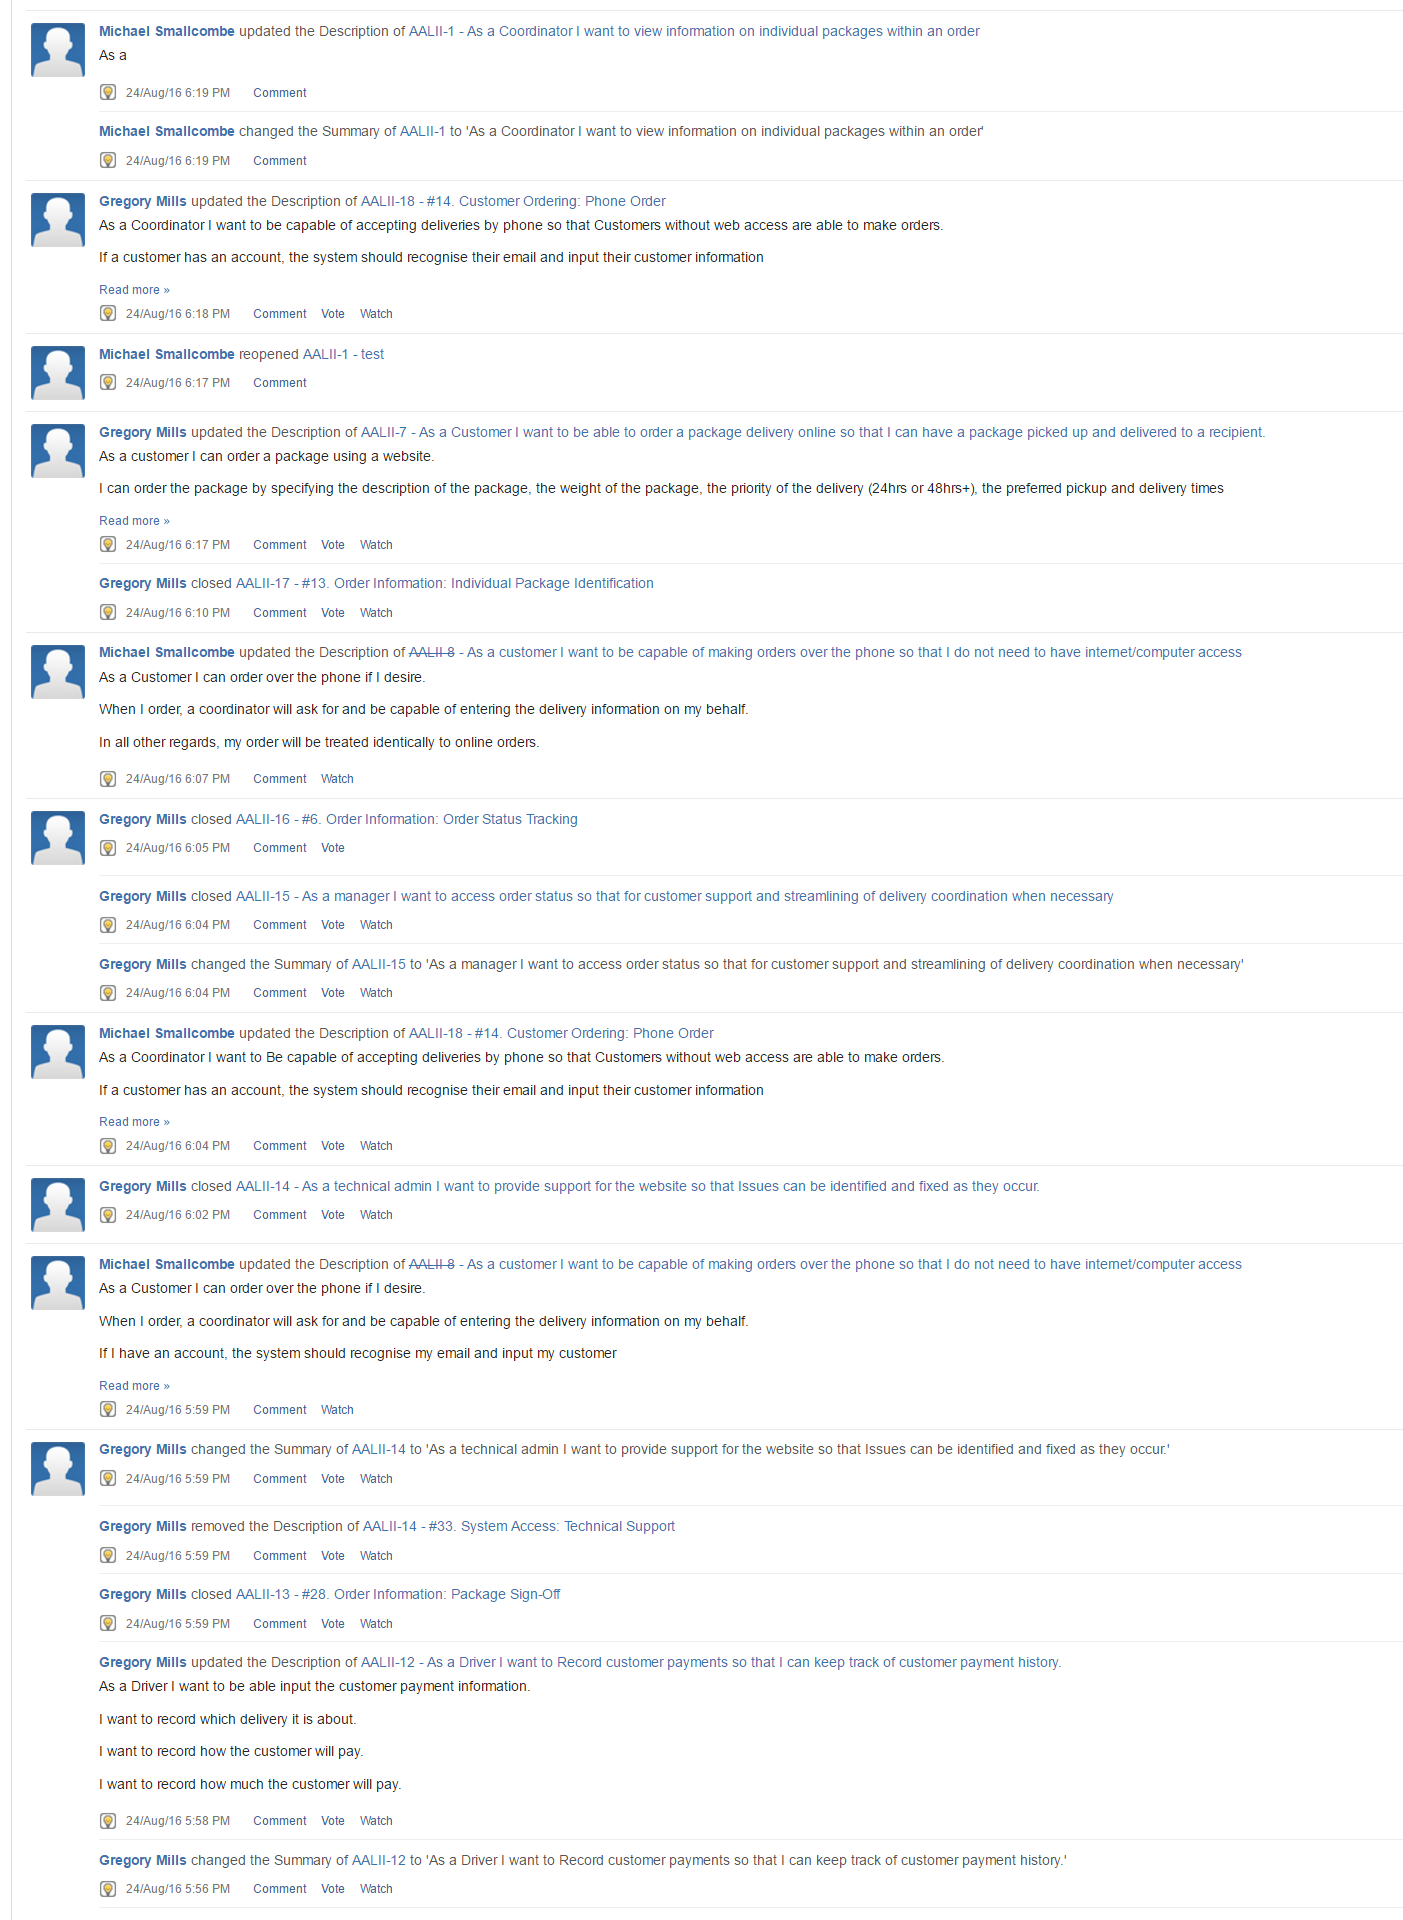 Michael Smallcombe updated the Description of AALII-1 - As a Coordinator I want to view information on individual packages within an order
As a
24/Aug/16 6:19 PM Comment
Michael Smallcombe changed the Summary of AALII-1 to 'As a Coordinator I want to view information on individual packages within an order'
24/Aug/16 6:19 PM Comment
Gregory Mills updated the Description of AALII-18 - #14. Customer Ordering: Phone Order
As a Coordinator I want to be capable of accepting deliveries by phone so that Customers without web access are able to make orders.
If a customer has an account, the system should recognise their email and input their customer information
Read more »
24/Aug/16 6:18 PM Comment Vote Watch
Michael Smallcombe reopened AALII-1 - test
24/Aug/16 6:17 PM Comment
Gregory Mills updated the Description of AALII-7 - As a Customer I want to be able to order a package delivery online so that I can have a package picked up and delivered to a recipient.
As a customer I can order a package using a website.
I can order the package by specifying the description of the package, the weight of the package, the priority of the delivery (24hrs or 48hrs+), the preferred pickup and delivery times
Read more »
24/Aug/16 6:17 PM Comment Vote Watch
Gregory Mills closed AALII-17 - #13. Order Information: Individual Package Identification
24/Aug/16 6:10 PM Comment Vote Watch
Michael Smallcombe updated the Description of AALII-8 - As a customer I want to be capable of making orders over the phone so that I do not need to have internet/computer access
As a Customer I can order over the phone if I desire.
When I order, a coordinator will ask for and be capable of entering the delivery information on my behalf.
In all other regards, my order will be treated identically to online orders.
24/Aug/16 6:07 PM Comment Watch
Gregory Mills closed AALII-16 - #6. Order Information: Order Status Tracking
24/Aug/16 6:05 PM Comment Vote
Gregory Mills closed AALII-15 - As a manager I want to access order status so that for customer support and streamlining of delivery coordination when necessary
24/Aug/16 6:04 PM Comment Vote Watch
Gregory Mills changed the Summary of AALII-15 to 'As a manager I want to access order status so that for customer support and streamlining of delivery coordination when necessary'
24/Aug/16 6:04 PM Comment Vote Watch
Michael Smallcombe updated the Description of AALII-18 - #14. Customer Ordering: Phone Order
As a Coordinator I want to Be capable of accepting deliveries by phone so that Customers without web access are able to make orders.
If a customer has an account, the system should recognise their email and input their customer information
Read more »
24/Aug/16 6:04 PM Comment Vote Watch
Gregory Mills closed AALII-14 - As a technical admin I want to provide support for the website so that Issues can be identified and fixed as they occur.
24/Aug/16 6:02 PM Comment Vote Watch
Michael Smallcombe updated the Description of AALII-8 - As a customer I want to be capable of making orders over the phone so that I do not need to have internet/computer access
As a Customer I can order over the phone if I desire.
When I order, a coordinator will ask for and be capable of entering the delivery information on my behalf.
If I have an account, the system should recognise my email and input my customer
Read more »
24/Aug/16 5:59 PM Comment Watch
Gregory Mills changed the Summary of AALII-14 to 'As a technical admin I want to provide support for the website so that Issues can be identified and fixed as they occur.'
24/Aug/16 5:59 PM Comment Vote Watch
Gregory Mills removed the Description of AALII-14 - #33. System Access: Technical Support
24/Aug/16 5:59 PM Comment Vote Watch
Gregory Mills closed AALII-13 - #28. Order Information: Package Sign-Off
24/Aug/16 5:59 PM Comment Vote Watch
Gregory Mills updated the Description of AALII-12 - As a Driver I want to Record customer payments so that I can keep track of customer payment history.
As a Driver I want to be able input the customer payment information.
I want to record which delivery it is about.
I want to record how the customer will pay.
I want to record how much the customer will pay.
24/Aug/16 5:58 PM Comment Vote Watch
Gregory Mills changed the Summary of AALII-12 to 'As a Driver I want to Record customer payments so that I can keep track of customer payment history.'
24/Aug/16 5:56 PM Comment Vote Watch